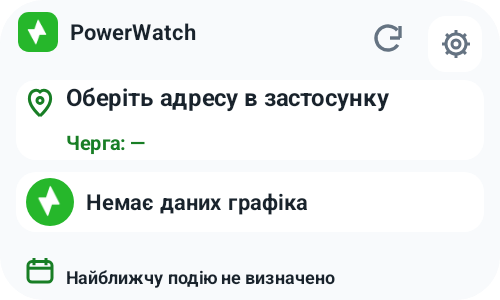 PowerWatch
Оберіть адресу в застосунку
Черга: —
Немає даних графіка
Найближчу подію не визначено